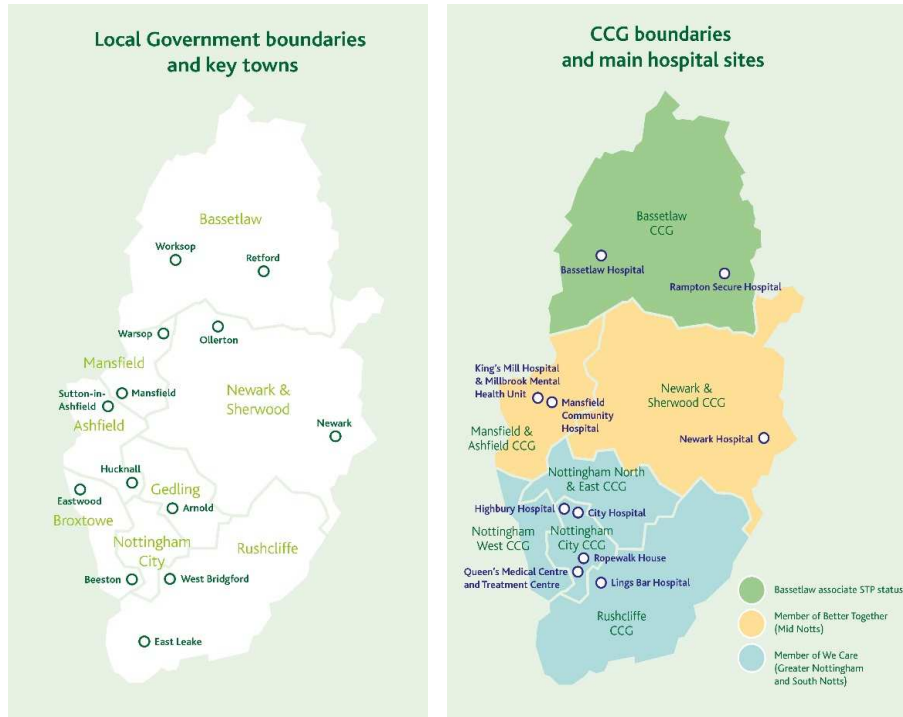 Local Government boundaries
and key towns
Bassetlaw
Worksop
Retford
Warsop
Ollerton
Mansfield
Sutton-in-
Ashfield
Mansfield
Newark &
Sherwood
Ashfield
Newark
Hucknall
Eastwood
Gedling
Arnold
Broxtowe
Nottingham
City
Rushcliffe
Beeston
West Bridgford
East Leake
CCG boundaries
and main hospital sites
Bassetlaw
CCG
Bassetlaw Hospital
Rampton Secure Hospital
King's Mill Hospital
& Millbrook Mental
Health Unit
Mansfield
Community
Hospital
Newark &
Sherwood CCG
Mansfield &
Ashfield CCG
Newark Hospital
Nottingham North
& East CCG
Highbury Hospital
City Hospital
Nottingham
West CCG
Nottingham
City CCG
Ropewalk House
Queen's Medical Centre
and Treatment Centre
Lings Bar Hospital
Rushcliffe
CCG
Bassetlaw associate STP status
Member of Better Together
(Mid Notts)
Member of We Care
(Greater Nottingham
and South Notts)